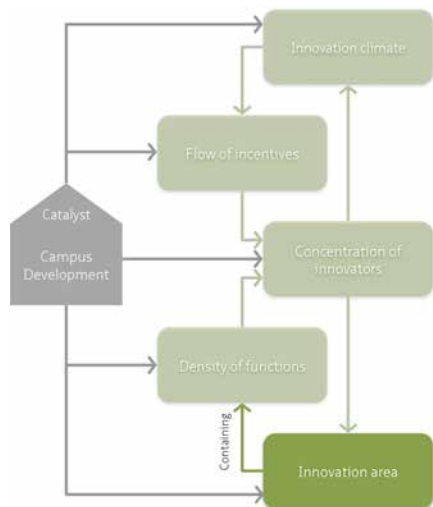 Innovation climate
Flow of incentives
Catalyst
Campus
Development
Concentration of
innovators
Density of functions
Containing
Innovation area